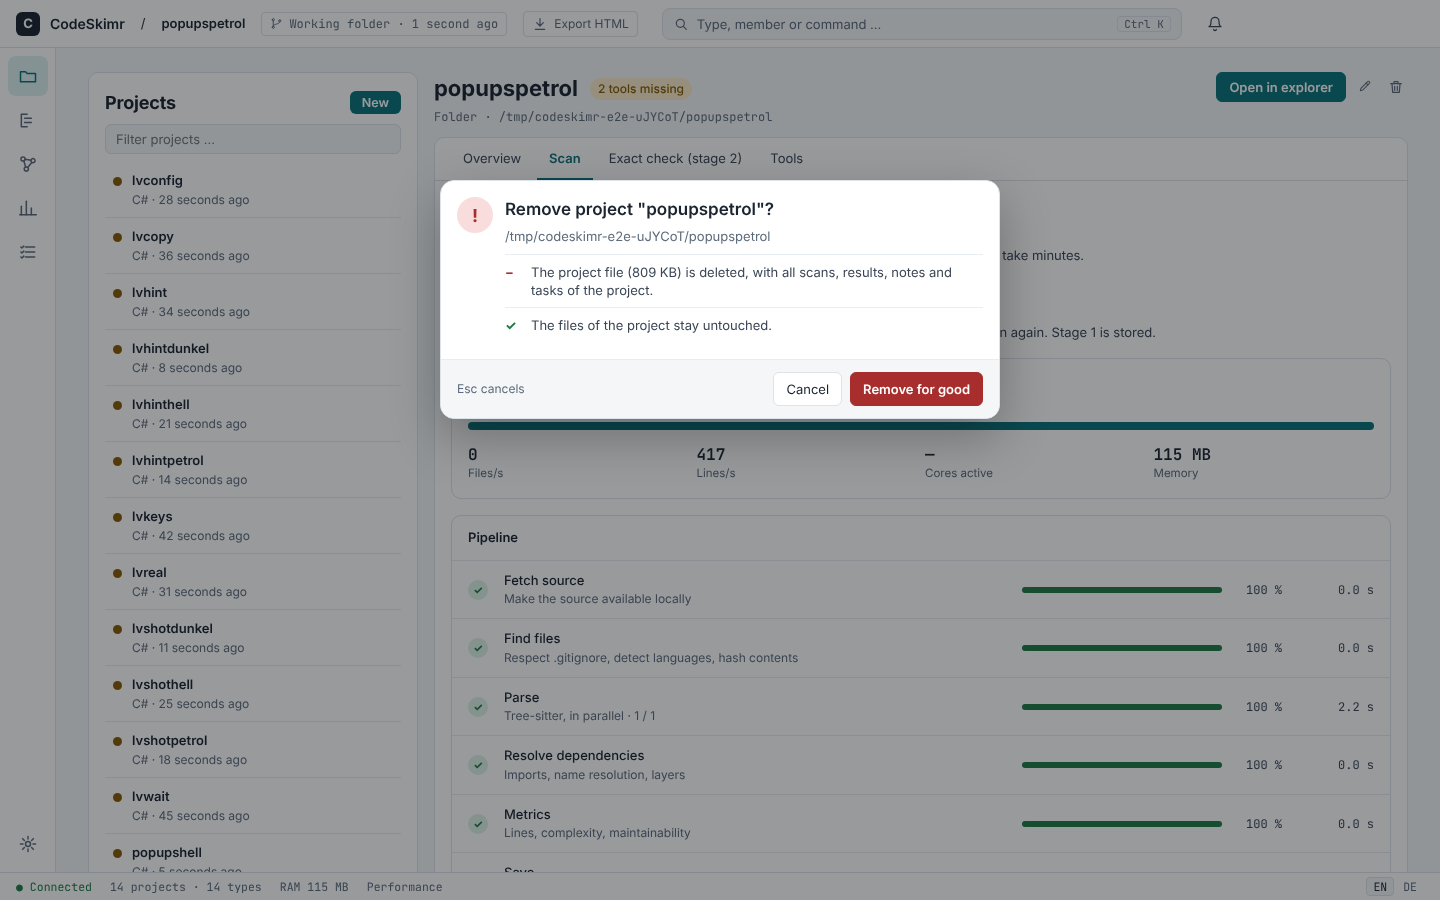 C CodeSkimr / popupspetrol Working folder · 1 second ago Export HTML Type, member or command ... Ctrl K
Projects New
Filter projects ...
lvconfig
C# · 28 seconds ago
lvcopy
C# · 36 seconds ago
lvhint
C# · 34 seconds ago
lvhintdunkel
C# · 8 seconds ago
lvhinthell
C# · 21 seconds ago
lvhintpetrol
C# · 14 seconds ago
lvkeys
C# · 42 seconds ago
lvreal
C# · 31 seconds ago
lvshotdunkel
C# · 11 seconds ago
lvshothell
C# · 25 seconds ago
lvshotpetrol
C# · 18 seconds ago
lvwait
C# · 45 seconds ago
popupshell
C# · 5 seconds ago
popupspetrol 2 tools missing Open in explorer
Folder · /tmp/codeskimr-e2e-uJYCoT/popupspetrol
Overview Scan Exact check (stage 2) Tools
take minutes.
again. Stage 1 is stored.
! Remove project "popupspetrol"?
/tmp/codeskimr-e2e-uJYCoT/popupspetrol
– The project file (809 KB) is deleted, with all scans, results, notes and
tasks of the project.
The files of the project stay untouched.
Esc cancels Cancel Remove for good
0 417 – 115 MB
Files/s Lines/s Cores active Memory
Pipeline
Fetch source
Make the source available locally 100 % 0.0 s
Find files
Respect .gitignore, detect languages, hash contents 100 % 0.0 s
Parse
Tree-sitter, in parallel · 1 / 1 100 % 2.2 s
Resolve dependencies
Imports, name resolution, layers 100 % 0.0 s
Metrics
Lines, complexity, maintainability 100 % 0.0 s
Save
Connected 14 projects · 14 types RAM 115 MB Performance EN DE